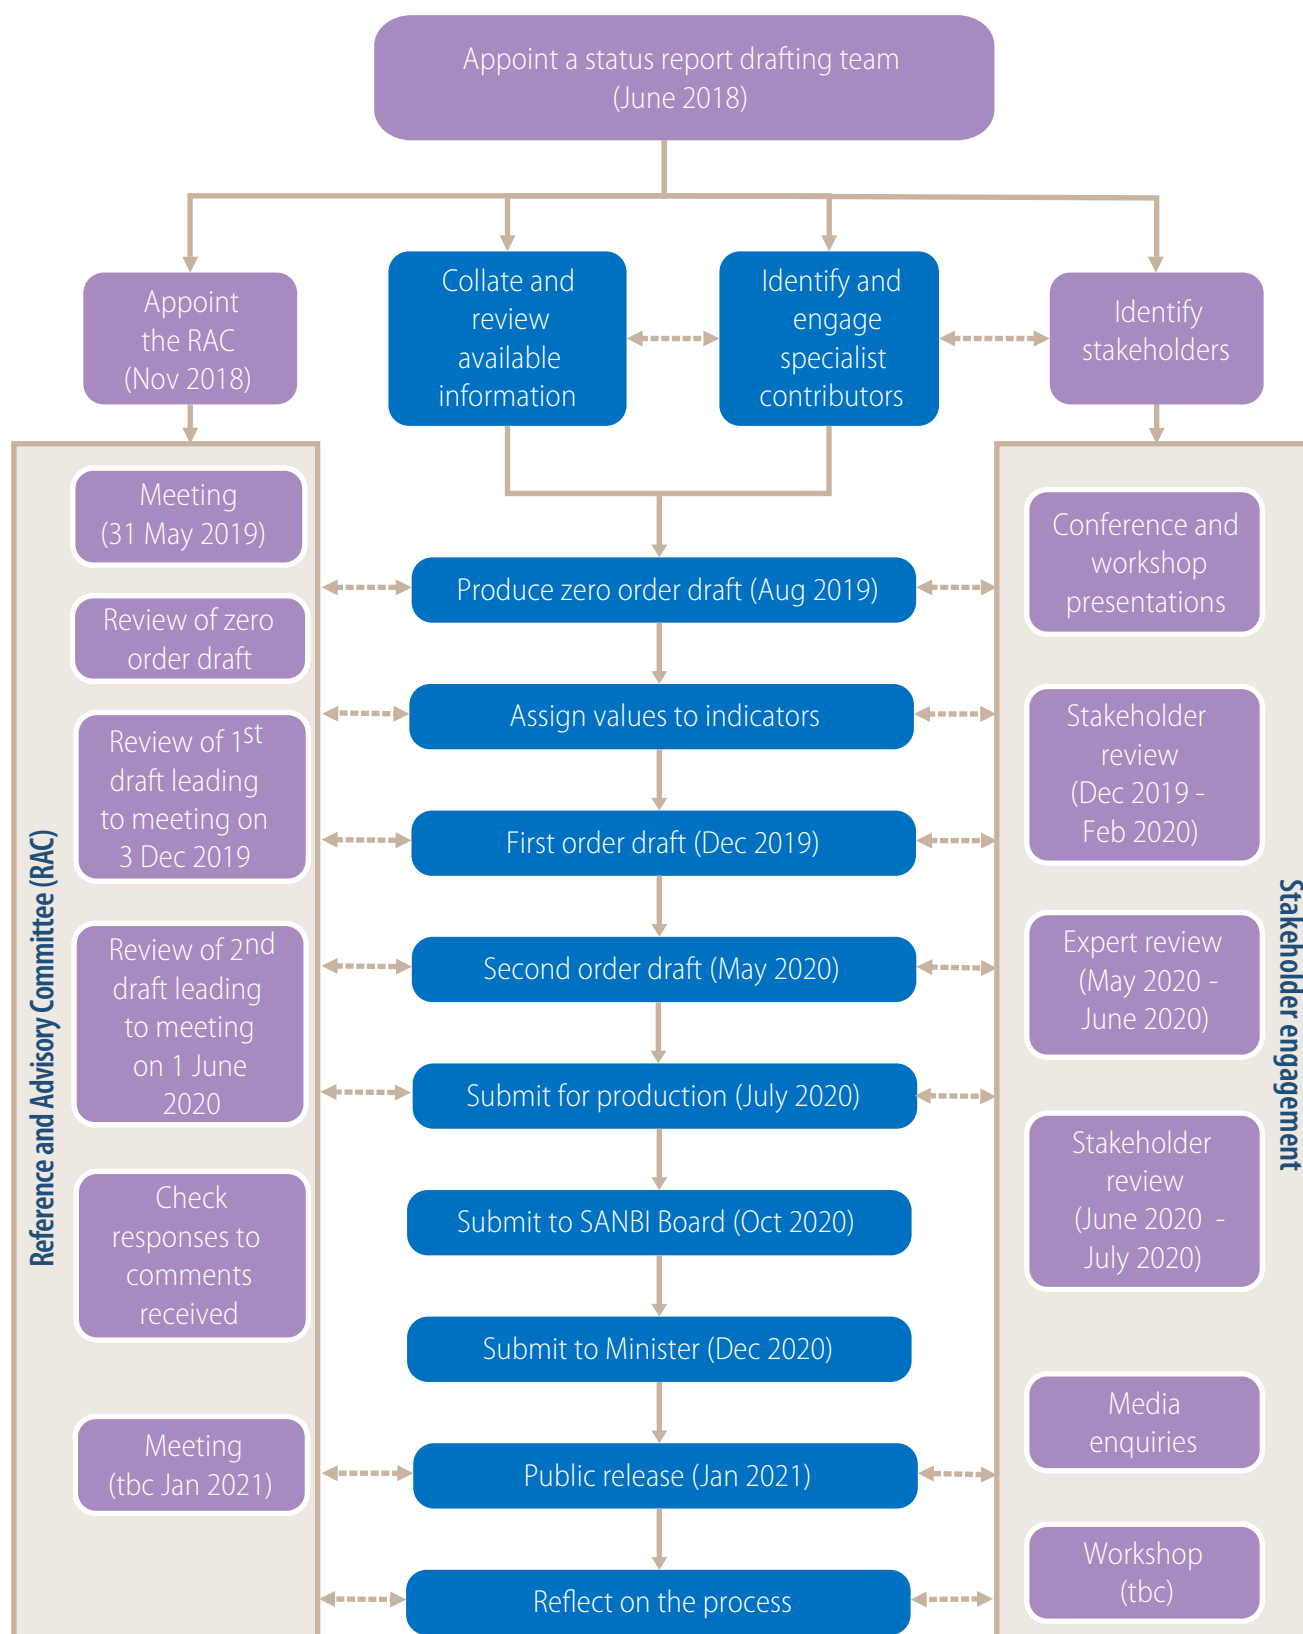 Appoint a status report drafting team
(June 2018)
Appoint
the RAC
(Nov 2018)
Collate and
review
available
information
Identify and
engage
specialist
contributors
Identify
stakeholders
Reference and Advisory Committee (RAC)
Meeting
(31 May 2019)
Review of zero
order draft
Review of 1st
draft leading
to meeting on
3 Dec 2019
Review of 2nd
draft leading
to meeting
on 1 June
2020
Check
responses to
comments
received
Meeting
(tbc Jan 2021)
Produce zero order draft (Aug 2019)
Assign values to indicators
First order draft (Dec 2019)
Second order draft (May 2020)
Submit for production (July 2020)
Submit to SANBI Board (Oct 2020)
Submit to Minister (Dec 2020)
Public release (Jan 2021)
Reflect on the process
Conference and
workshop
presentations
Stakeholder
review
(Dec 2019 -
Feb 2020)
Expert review
(May 2020 -
June 2020)
Stakeholder
review
(June 2020 -
July 2020)
Media
enquiries
Workshop
(tbc)
Stakeholder engagement